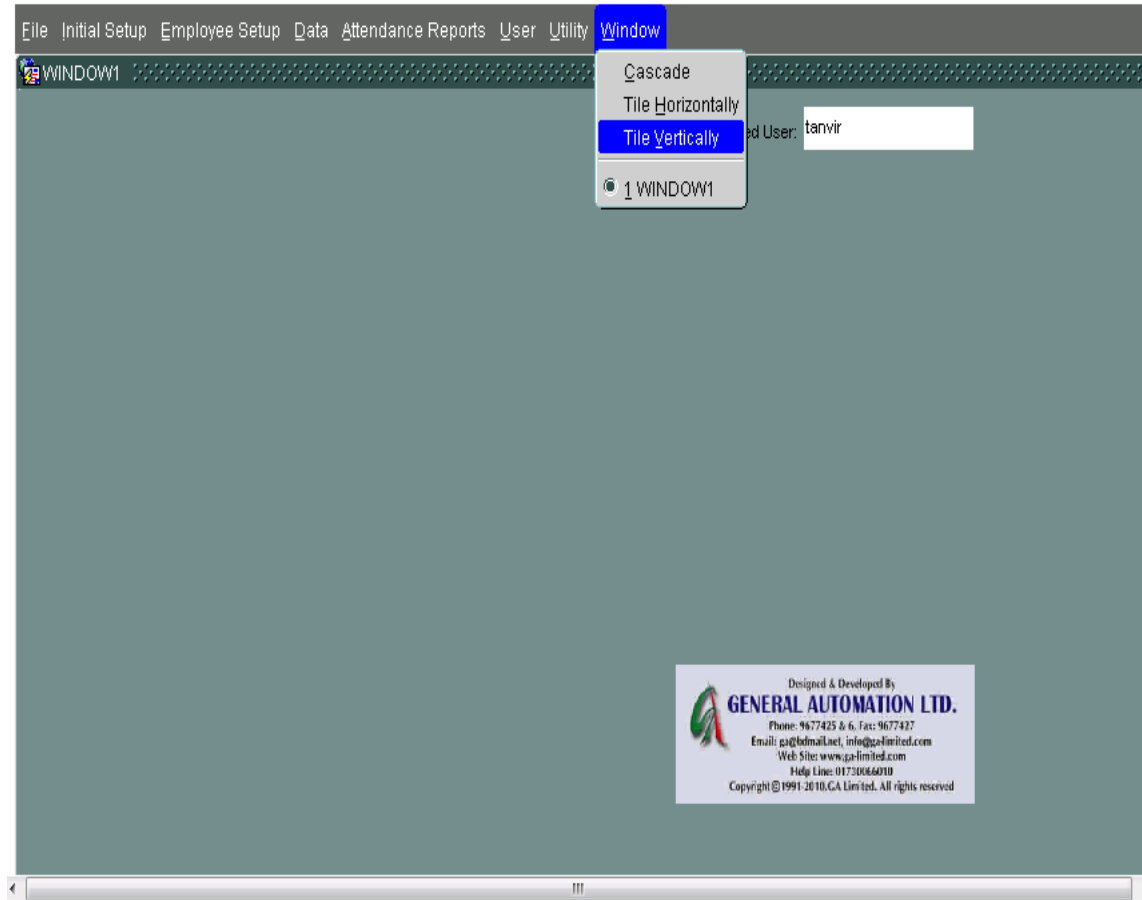 File Initial Setup Employee Setup Data Attendance Reports User Utility Window
WINDOW1
Cascade
Tile Horizontally
Tile Vertically
1 WINDOW1
ed User: tanvir
Designed & Developed By
GENERAL AUTOMATION LTD.
Phone: 9677425 & 6, Fax: 9677427
Email: ga@bdmail.net, info@ga-limited.com
Web Site: www.ga-limited.com
Help Line: 01730066010
Copyright © 1991-2010.GA Limited. All rights reserved